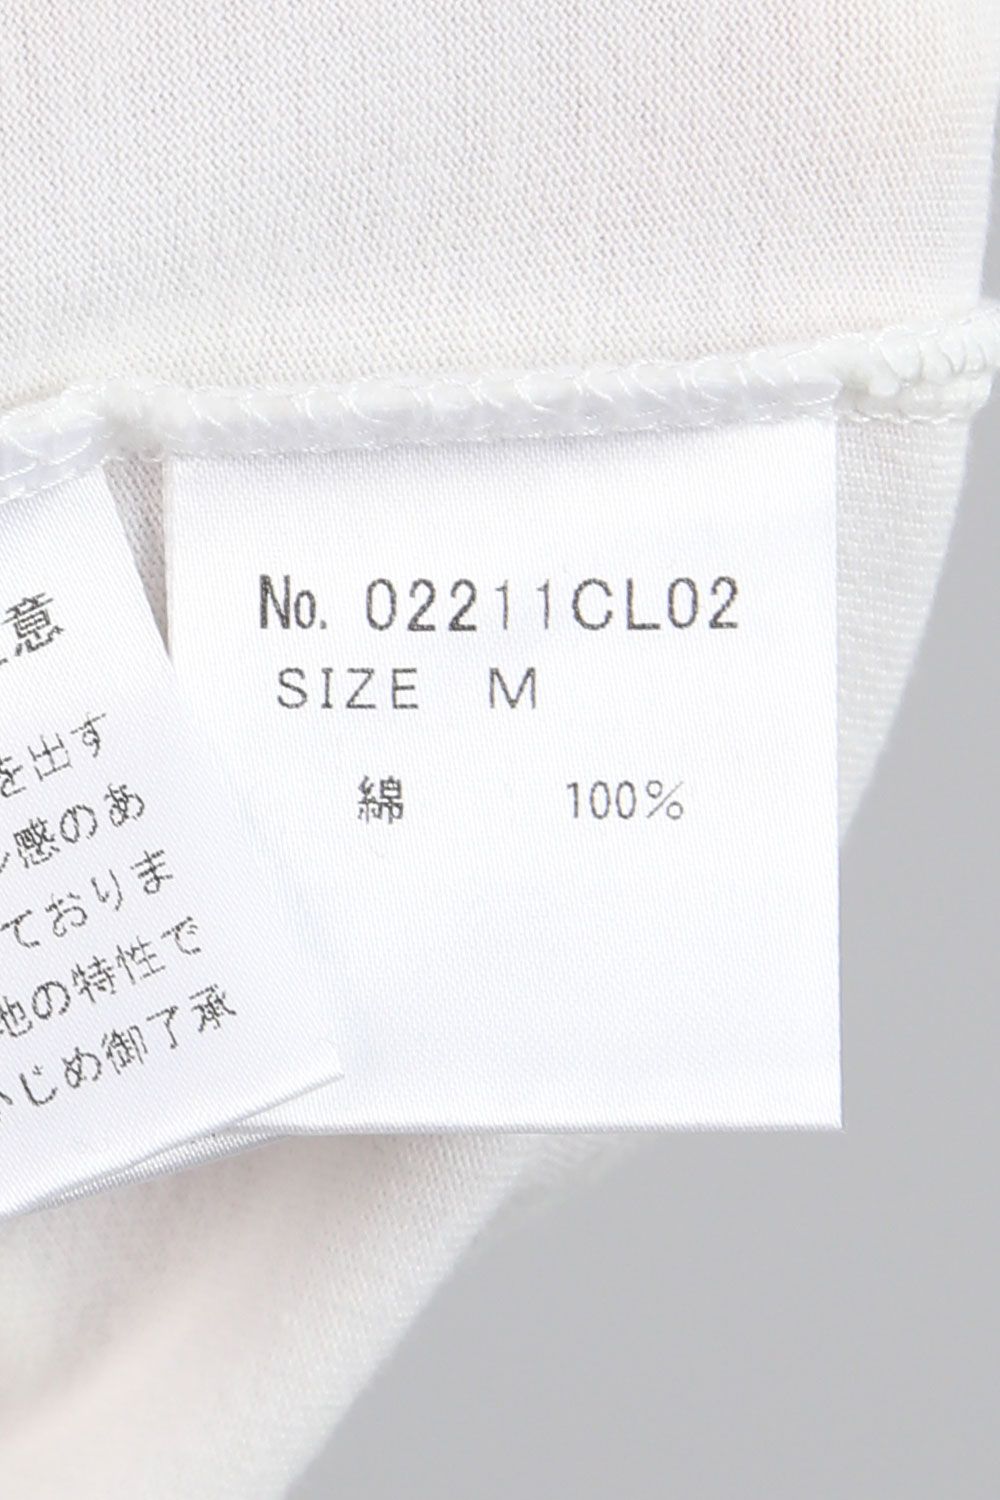 意
を出す
感のあ
ておりま
地の特性で
じめ御了承
No. 02211CL02
SIZE M
綿 100%